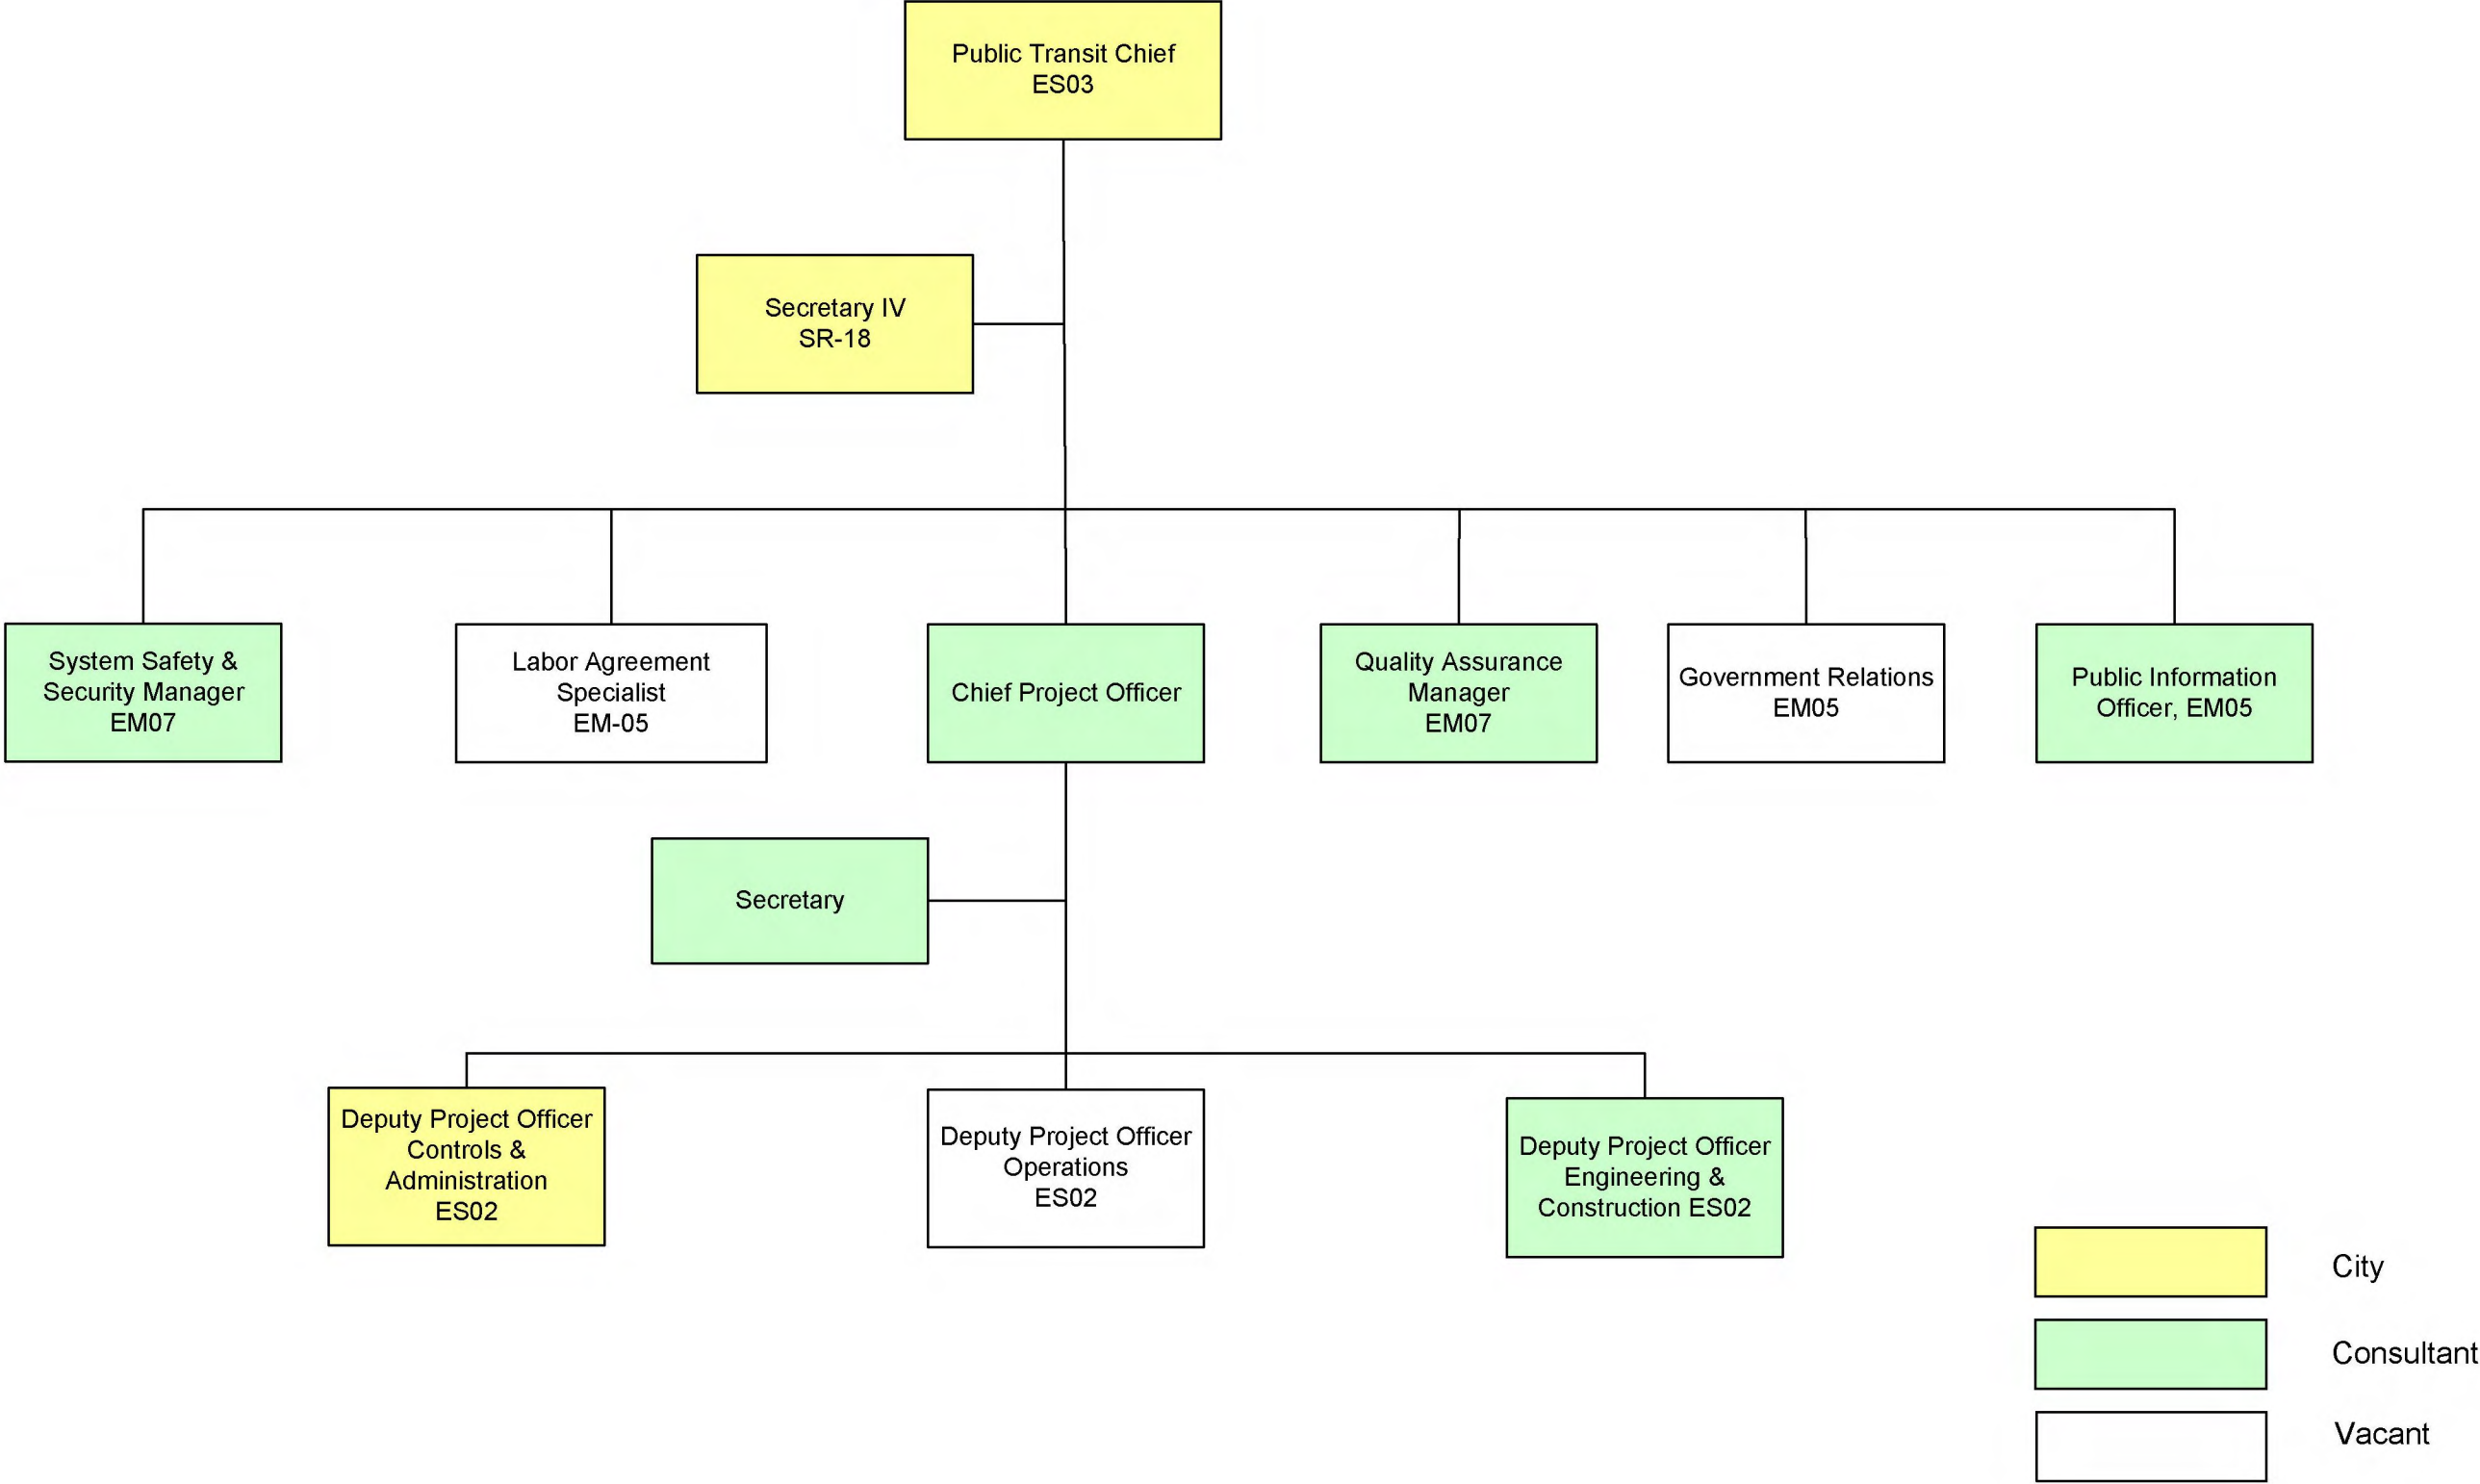 Public Transit Chief
ES03
Secretary IV
SR-18
System Safety &
Security Manager
EM07
Labor Agreement
Specialist
EM-05
Chief Project Officer
Quality Assurance
Manager
EM07
Government Relations
EM05
Public Information
Officer, EM05
Secretary
Deputy Project Officer
Controls &
Administration
ES02
Deputy Project Officer
Operations
ES02
Deputy Project Officer
Engineering &
Construction ES02
City
Consultant
Vacant